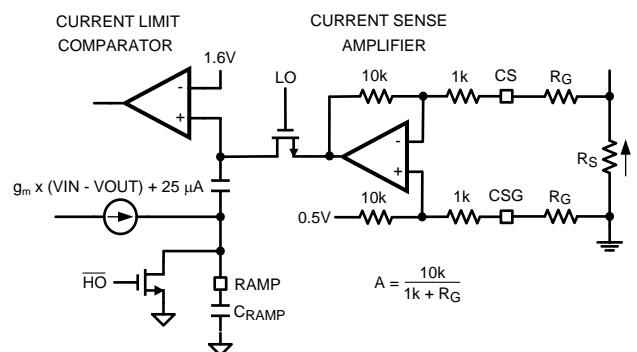 CURRENT LIMIT
COMPARATOR
CURRENT SENSE
AMPLIFIER
1.6V
LO
10k
1k
CS
RG
-
+
-
+
RS
gm x (VIN - VOUT) + 25 μA
10k
1k
CSG
RG
0.5V
HO
RAMP
CRAMP
A = 10k
1k + RG